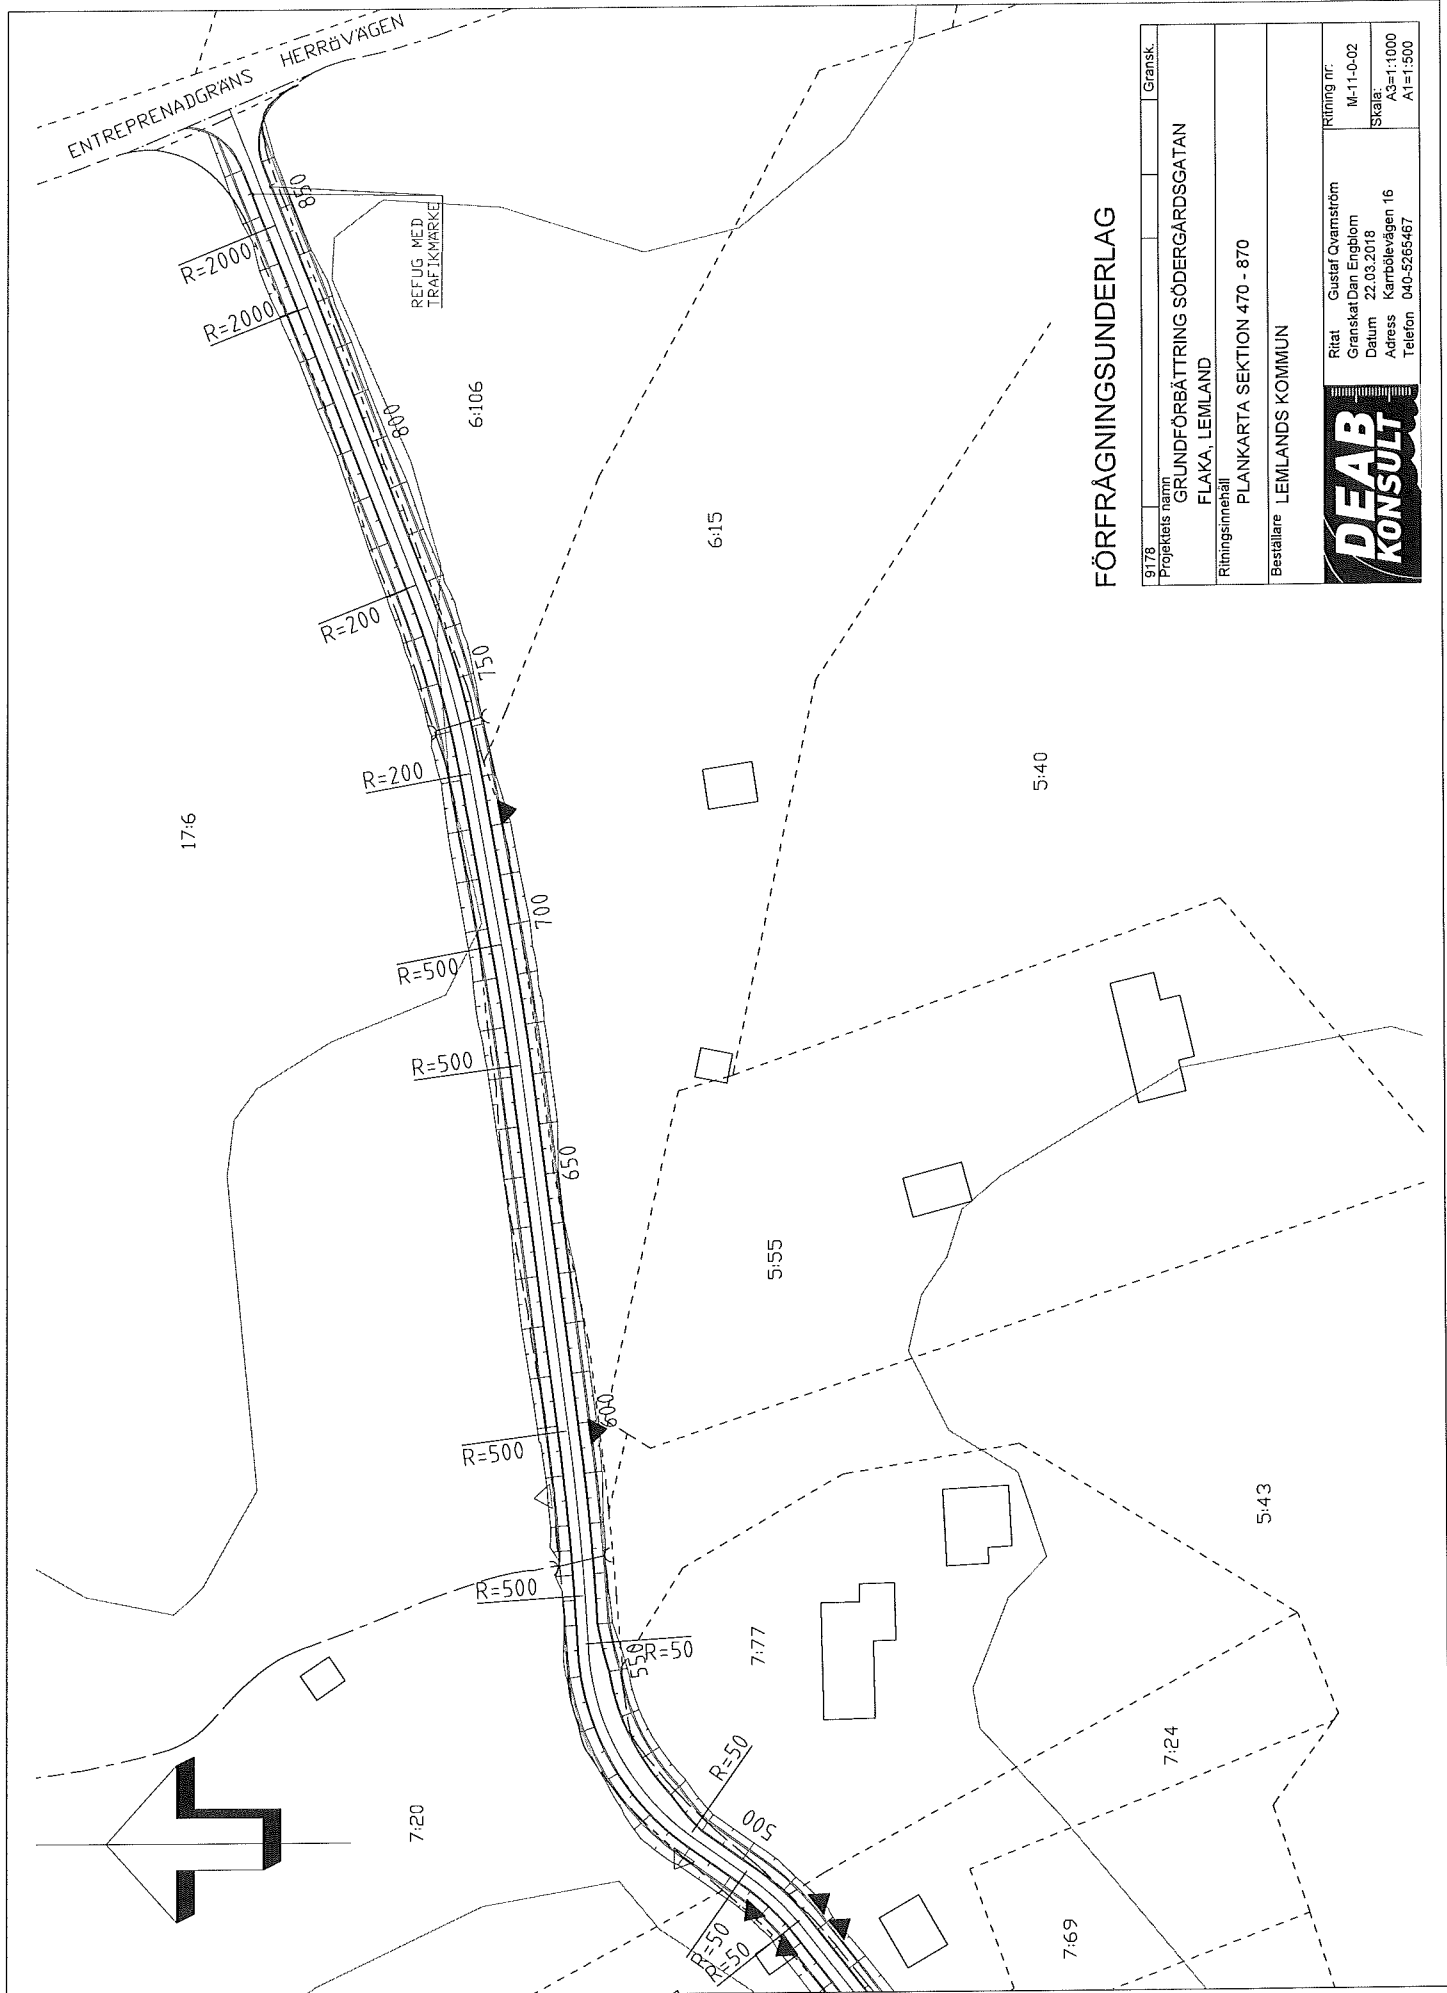 ENTREPRENADGRÄNS
HERRÖVÄGEN
R=2000
R=2000
850
REFUG MED
TRAFIKMÄRKE
800
6:106
R=200
750
R=200
17:6
6:15
5:40
700
R=500
R=500
650
5:55
600
R=500
R=500
R=50
550
7:77
5:43
R=50
500
7:20
7:24
R=50
R=50
7:69
FÖRFRÅGNINGSUNDERLAG
9178
Gransk.
Projektets namn
GRUNDFÖRBÄTTRING SÖDERGÅRDSGATAN
FLAKA, LEMLAND
Ritningsinnehåll
PLANKARTA SEKTION 470 - 870
Beställare LEMLANDS KOMMUN
DEAB
KONSULT
Ritat Gustaf Qvarnström
Granskat Dan Engblom
Datum 22.03.2018
Adress Karrbölevägen 16
Telefon 040-5265467
Ritning nr:
M-11-0-02
Skala:
A3=1:1000
A1=1:500